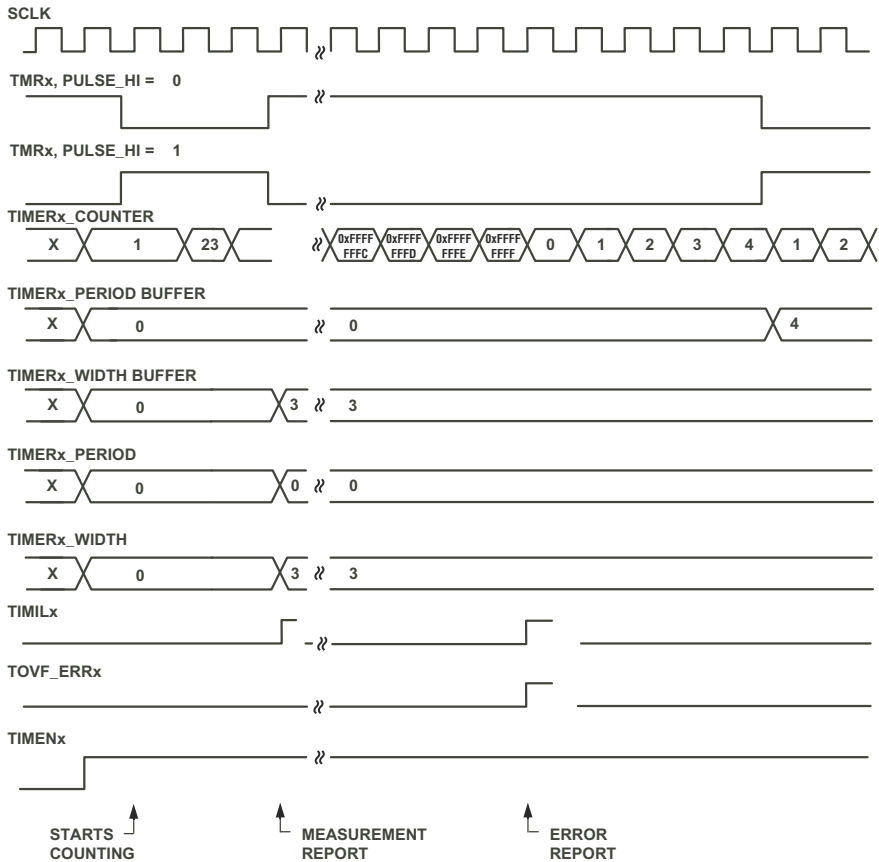 SCLK
TMRx, PULSE_HI = 0
TMRx, PULSE_HI = 1
TIMERx_COUNTER
X 1 23 0xFFFF FFFC 0xFFFF FFFD 0xFFFF FFFE 0xFFFF FFFF 0 1 2 3 4 1 2
TIMERx_PERIOD BUFFER
X 0 0 4
TIMERx_WIDTH BUFFER
X 0 3 3
TIMERx_PERIOD
X 0 0 0
TIMERx_WIDTH
X 0 3 3
TIMILx
TOVF_ERRx
TIMENx
STARTS
COUNTING
MEASUREMENT
REPORT
ERROR
REPORT